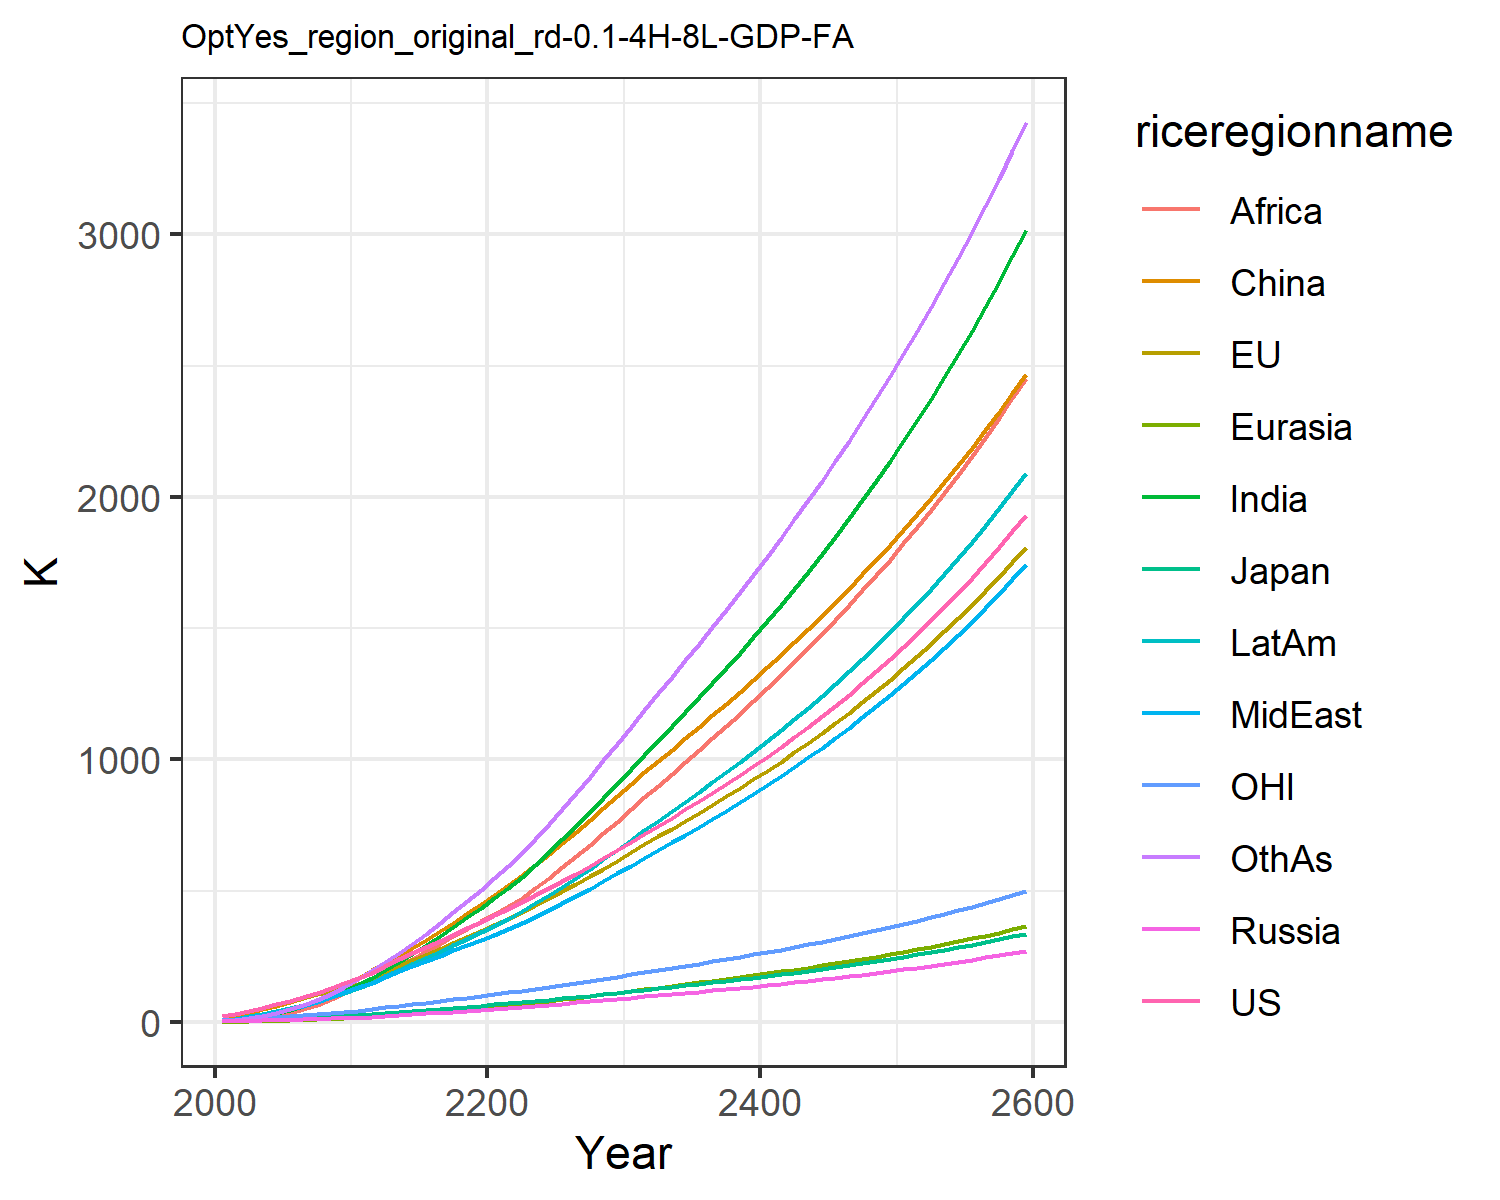 OptYes_region_original_rd-0.1-4H-8L-GDP-FA
riceregionname
Africa
China
EU
Eurasia
India
Japan
LatAm
MidEast
OHI
OthAs
Russia
US
K
3000
2000
1000
0
2000 2200 2400 2600
Year